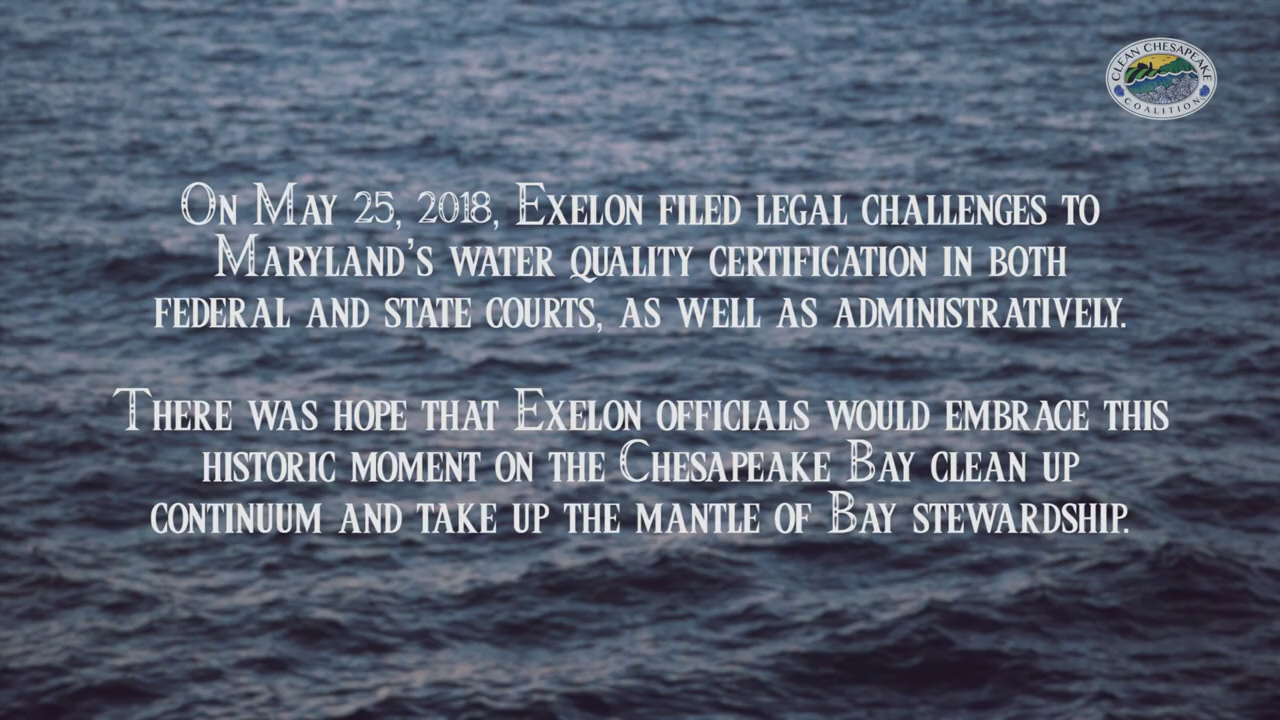 CLEAN CHESAPEAKE
COALITION
On May 25, 2018, Exelon filed legal challenges to
Maryland's water quality certification in both
federal and state courts, as well as administratively.
There was hope that Exelon officials would embrace this
historic moment on the Chesapeake Bay clean up
continuum and take up the mantle of Bay stewardship.